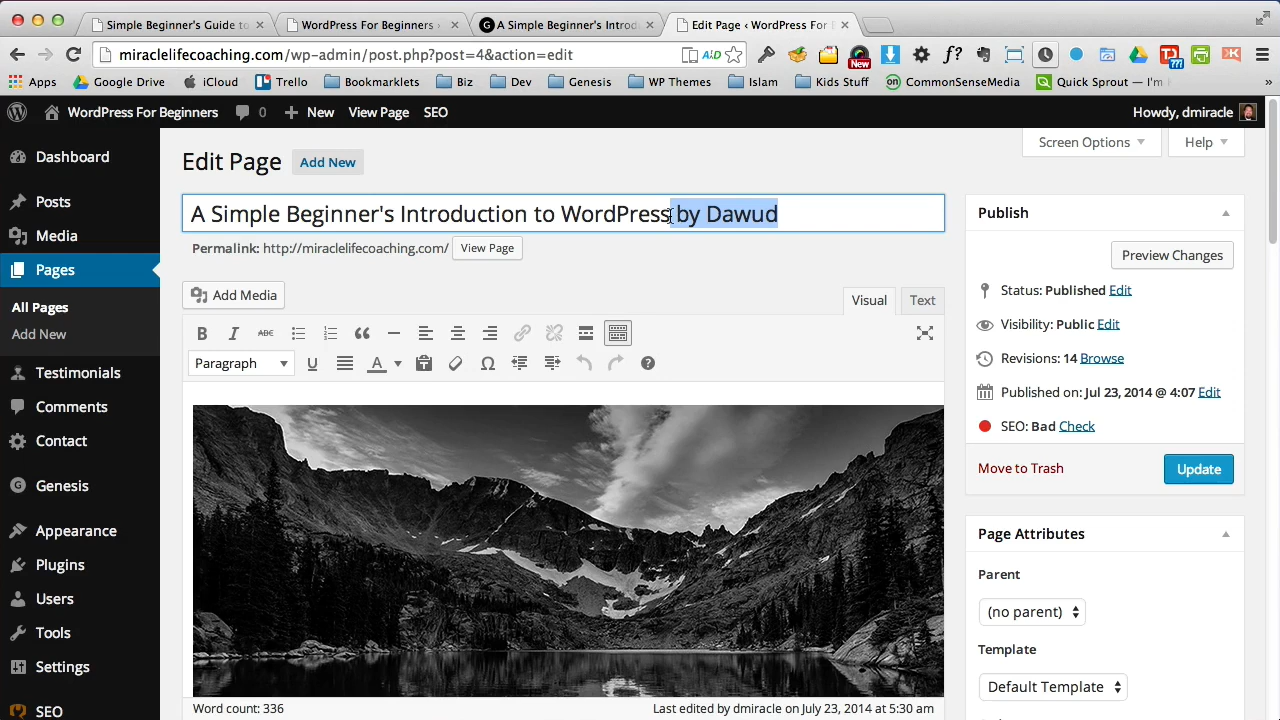 Simple Beginner's Guide to
WordPress For Beginners ›
A Simple Beginner's Introd
Edit Page ‹ WordPress For B
miraclelifecoaching.com/wp-admin/post.php?post=4&action=edit
New
777
Apps
Google Drive
iCloud
Trello
Bookmarklets
Biz
Dev
Genesis
WP Themes
Islam
Kids Stuff
on CommonSenseMedia
Quick Sprout — I'm
»
WordPress For Beginners
0
New
View Page
SEO
Howdy, dmiracle
Dashboard
Posts
Media
Pages
All Pages
Add New
Testimonials
Comments
Contact
Genesis
Appearance
Plugins
Users
Tools
Settings
SEO
Edit Page
Add New
Screen Options
Help
A Simple Beginner's Introduction to WordPress by Dawud
Permalink: http://miraclelifecoaching.com/
View Page
Add Media
Visual
Text
B I ABC
Paragraph
U A Ω
Word count: 336
Last edited by dmiracle on July 23, 2014 at 5:30 am
Publish
Preview Changes
Status: Published Edit
Visibility: Public Edit
Revisions: 14 Browse
Published on: Jul 23, 2014 @ 4:07 Edit
SEO: Bad Check
Move to Trash
Update
Page Attributes
Parent
(no parent)
Template
Default Template